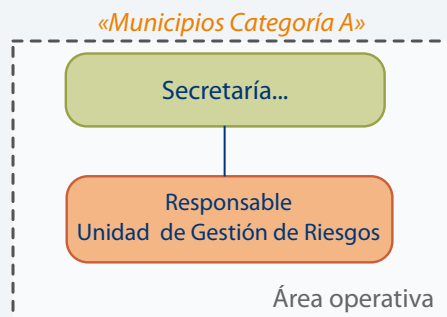 «Municipios Categoría A»
Secretaría...
Responsable
Unidad de Gestión de Riesgos
Área operativa